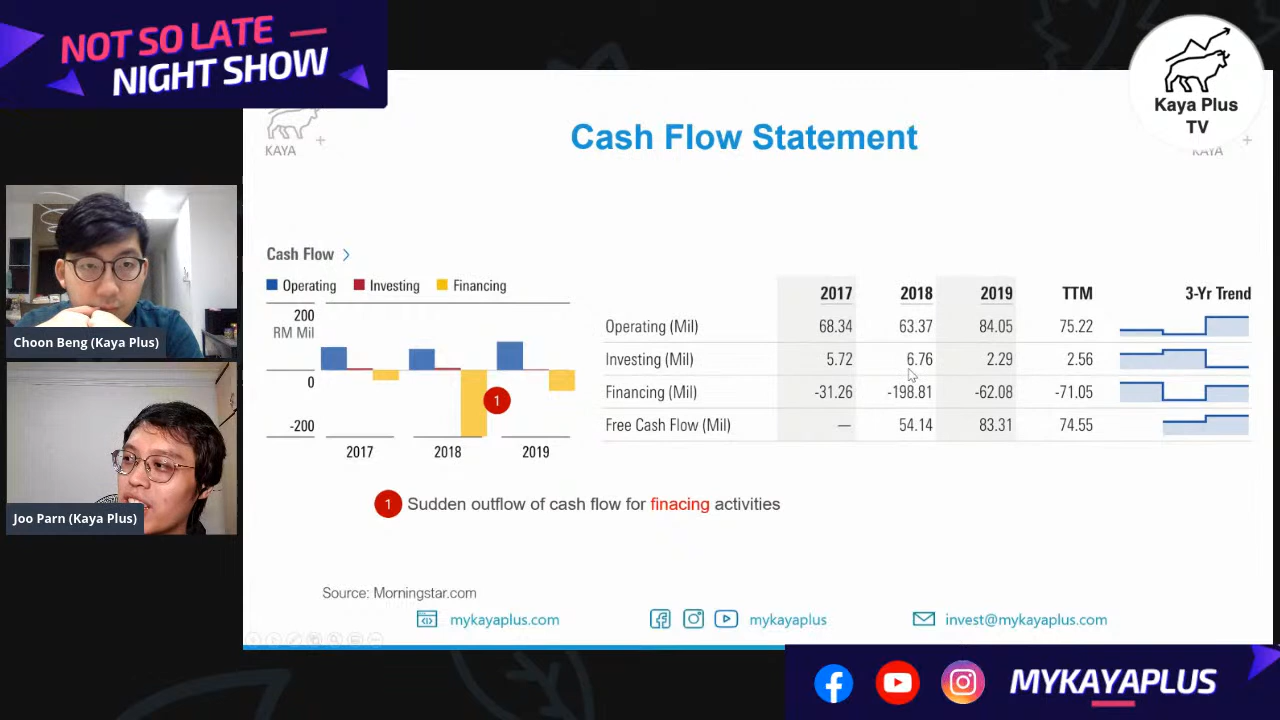 NOT SO LATE
NIGHT SHOW
Kaya Plus
TV
KAYA
KAYA
Cash Flow Statement
Choon Beng (Kaya Plus)
Joo Parn (Kaya Plus)
Cash Flow
Operating Investing Financing
200
RM Mil
0
-200
2017 2018 2019
1
2017 2018 2019 TTM 3-Yr Trend
Operating (Mil) 68.34 63.37 84.05 75.22
Investing (Mil) 5.72 6.76 2.29 2.56
Financing (Mil) -31.26 -198.81 -62.08 -71.05
Free Cash Flow (Mil) — 54.14 83.31 74.55
1 Sudden outflow of cash flow for finacing activities
Source: Morningstar.com
mykayaplus.com mykayaplus invest@mykayaplus.com
MYKAYAPLUS